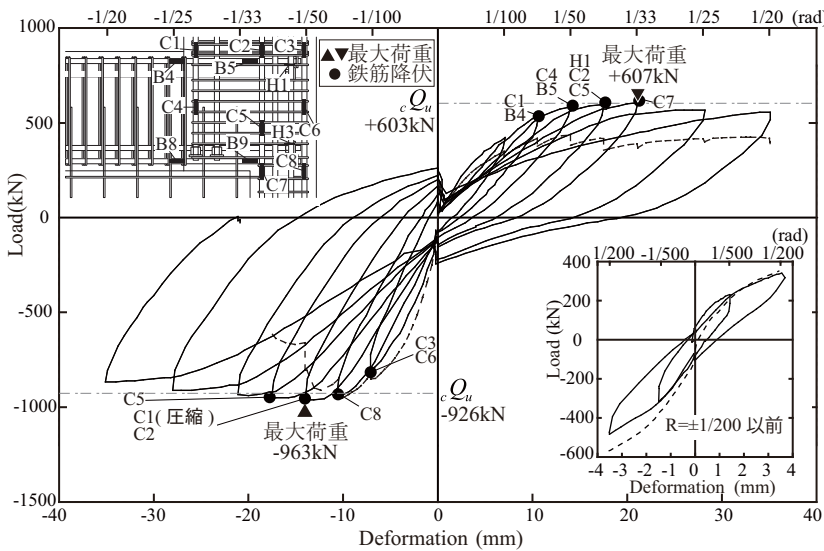 -1/20 -1/25 -1/33 -1/50 -1/100 1/100 1/50 1/33 1/25 1/20 (rad)
1000
500
0
-500
-1000
-1500
Load(kN)
C1 C2 C3
B4 B5 H1
C4 C5 C6
H3
B8 B9 C8
C7
▲▼最大荷重
●鉄筋降伏
cQu
+603kN
C1
B4
C4
B5
H1
C2
C5
最大荷重
+607kN
C7
C3
C6
C5
C1(圧縮)
C2
C8
最大荷重
-963kN
cQu
-926kN
(rad)
1/200 -1/500 1/500 1/200
400
200
0
-200
-400
-600
Load (kN)
R=±1/200 以前
-4 -3 -2 -1 0 1 2 3 4
Deformation (mm)
-40 -30 -20 -10 0 10 20 30 40
Deformation (mm)